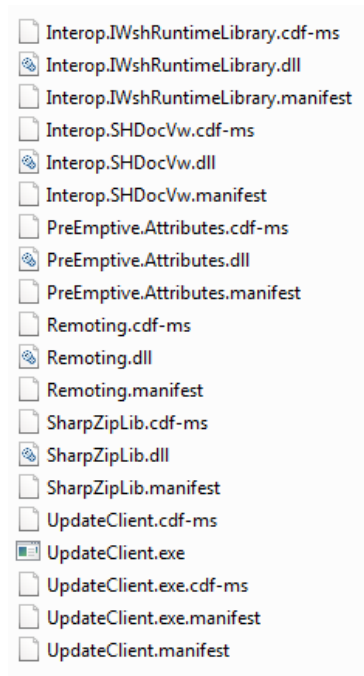 Interop.IWshRuntimeLibrary.cdf-ms
Interop.IWshRuntimeLibrary.dll
Interop.IWshRuntimeLibrary.manifest
Interop.SHDocVw.cdf-ms
Interop.SHDocVw.dll
Interop.SHDocVw.manifest
PreEmptive.Attributes.cdf-ms
PreEmptive.Attributes.dll
PreEmptive.Attributes.manifest
Remoting.cdf-ms
Remoting.dll
Remoting.manifest
SharpZipLib.cdf-ms
SharpZipLib.dll
SharpZipLib.manifest
UpdateClient.cdf-ms
UpdateClient.exe
UpdateClient.exe.cdf-ms
UpdateClient.exe.manifest
UpdateClient.manifest